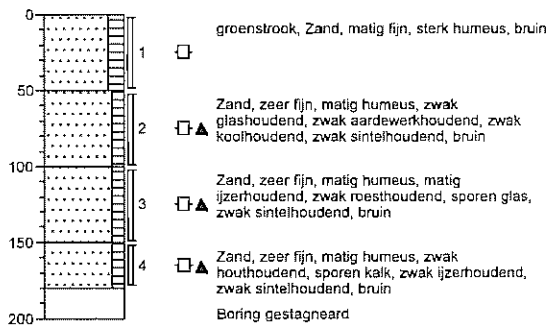 0
groenstrook, Zand, matig fijn, sterk humeus, bruin
1
50
Zand, zeer fijn, matig humeus, zwak
glashoudend, zwak aardewerkhoudend, zwak
koolhoudend, zwak sintelhoudend, bruin
2
100
Zand, zeer fijn, matig humeus, matig
ijzerhoudend, zwak roesthoudend, sporen glas,
zwak sintelhoudend, bruin
3
150
Zand, zeer fijn, matig humeus, zwak
houthoudend, sporen kalk, zwak ijzerhoudend,
zwak sintelhoudend, bruin
4
Boring gestagneerd
200